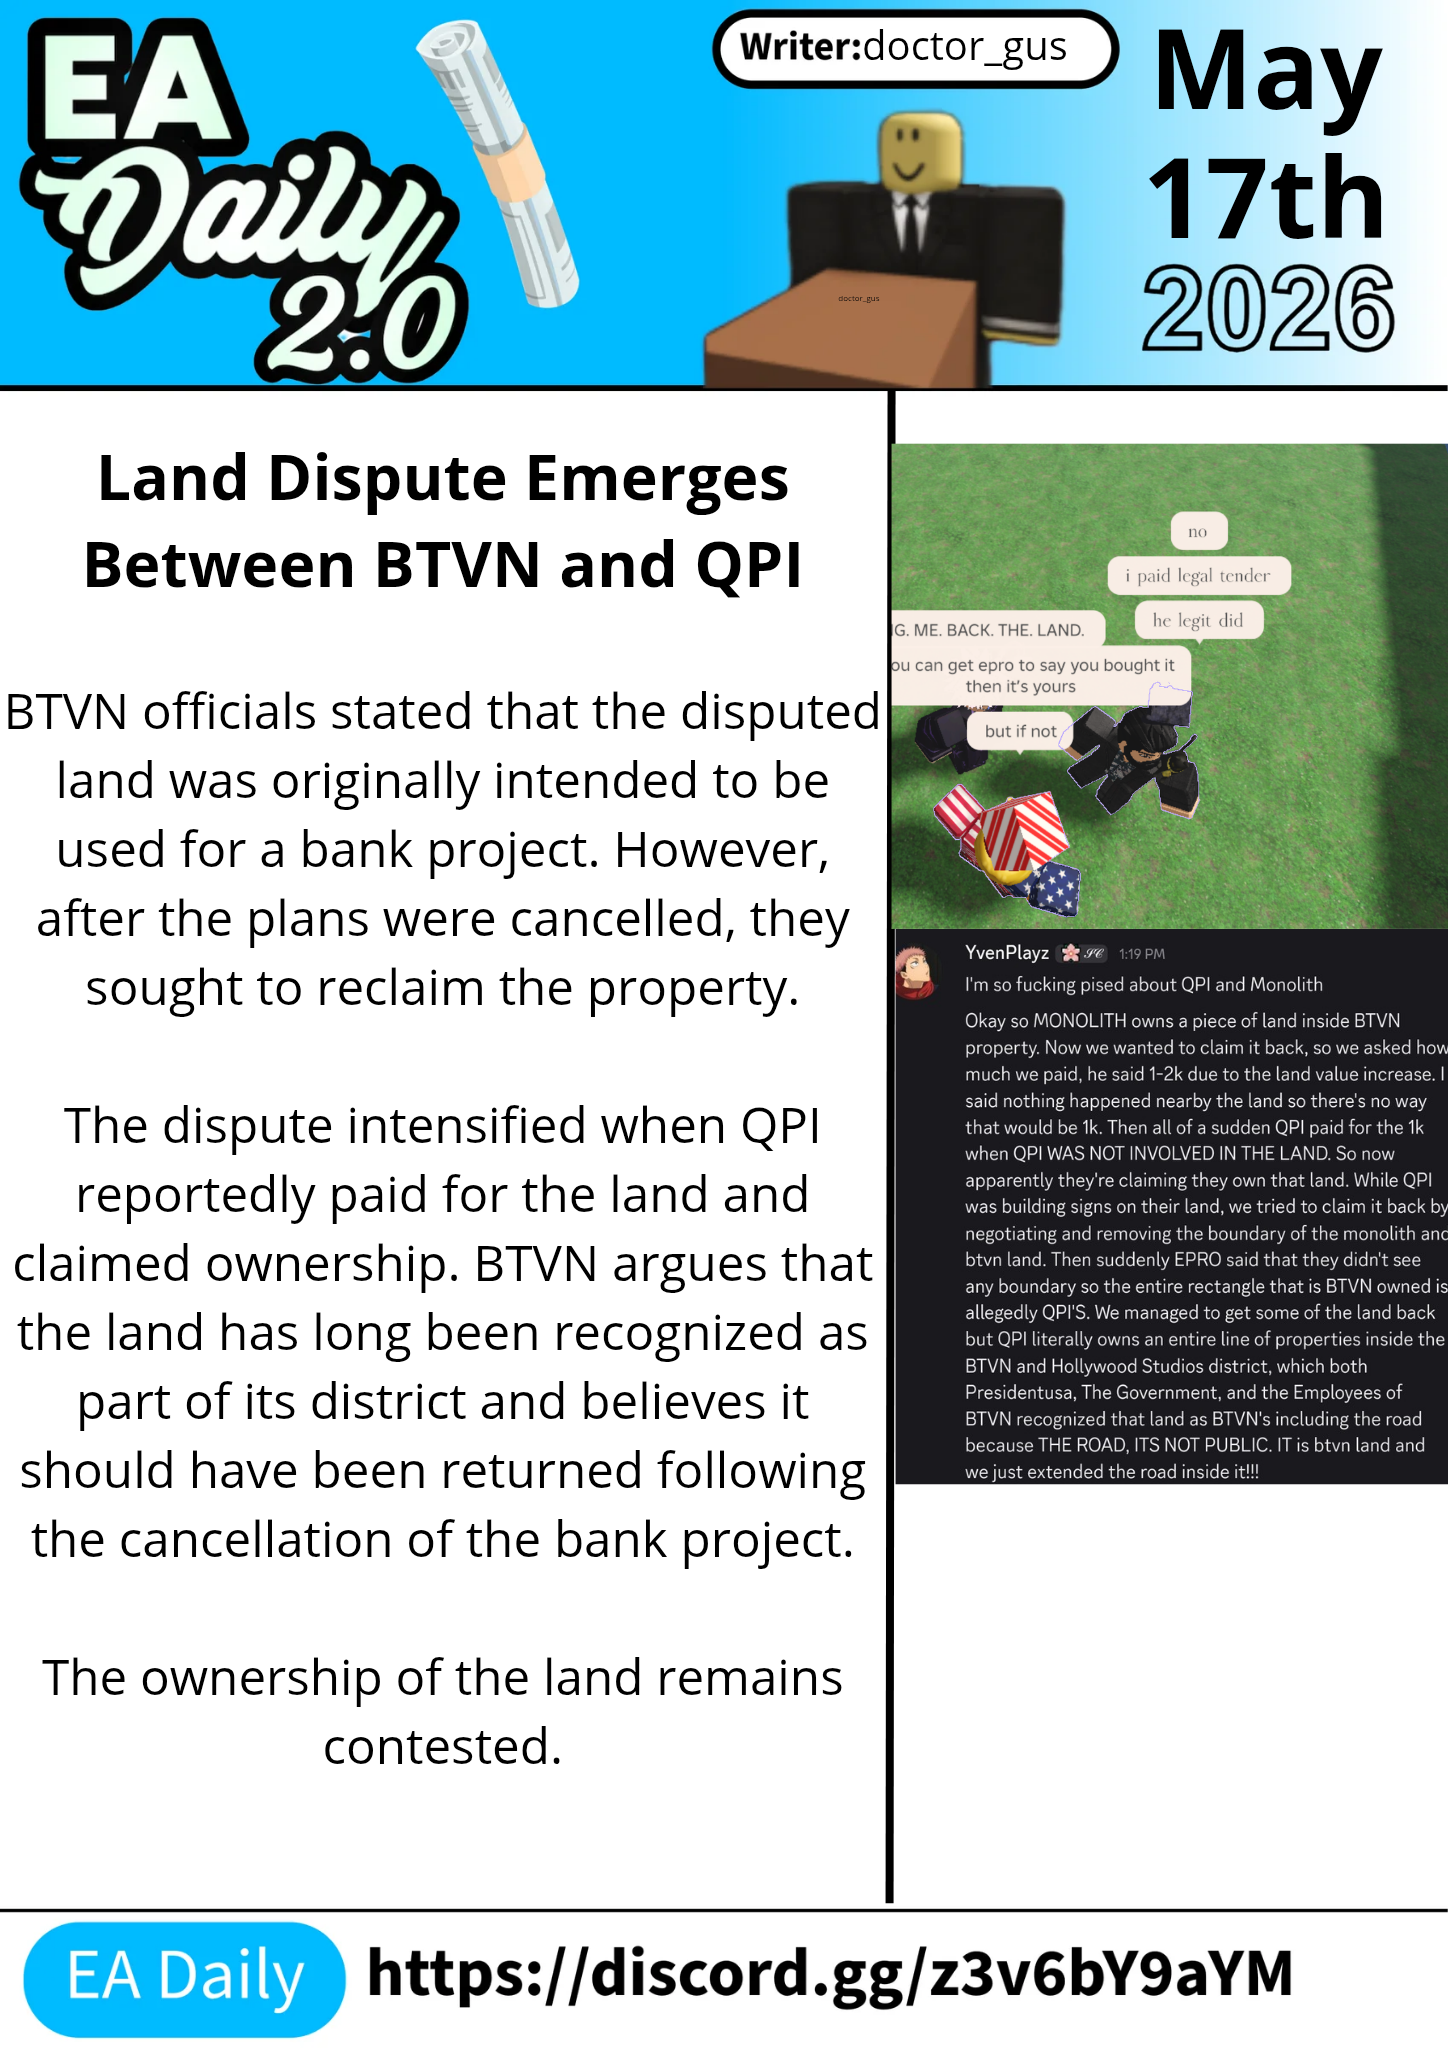 EA
Daily
2.0
Writer:doctor_gus
doctor_gus
May
17th
2026
Land Dispute Emerges
Between BTVN and QPI
BTVN officials stated that the disputed
land was originally intended to be
used for a bank project. However,
after the plans were cancelled, they
sought to reclaim the property.
The dispute intensified when QPI
reportedly paid for the land and
claimed ownership. BTVN argues that
the land has long been recognized as
part of its district and believes it
should have been returned following
the cancellation of the bank project.
The ownership of the land remains
contested.
no
i paid legal tender
he legit did
G. ME. BACK. THE. LAND.
ou can get epro to say you bought it
then it's yours
but if not
YvenPlayz 1:19 PM
I'm so fucking pised about QPI and Monolith
Okay so MONOLITH owns a piece of land inside BTVN
property. Now we wanted to claim it back, so we asked how
much we paid, he said 1-2k due to the land value increase. I
said nothing happened nearby the land so there's no way
that would be 1k. Then all of a sudden QPI paid for the 1k
when QPI WAS NOT INVOLVED IN THE LAND. So now
apparently they're claiming they own that land. While QPI
was building signs on their land, we tried to claim it back by
negotiating and removing the boundary of the monolith and
btvn land. Then suddenly EPRO said that they didn't see
any boundary so the entire rectangle that is BTVN owned is
allegedly QPI'S. We managed to get some of the land back
but QPI literally owns an entire line of properties inside the
BTVN and Hollywood Studios district, which both
Presidentusa, The Government, and the Employees of
BTVN recognized that land as BTVN's including the road
because THE ROAD, ITS NOT PUBLIC. IT is btvn land and
we just extended the road inside it!!!
EA Daily
https://discord.gg/z3v6bY9aYM